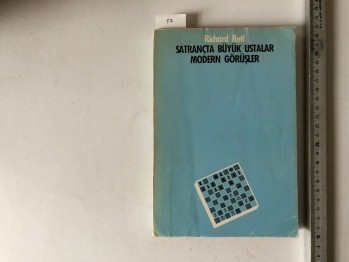 Richard Reti
SATRANÇTA BÜYÜK USTALAR
MODERN GÖRÜŞLER